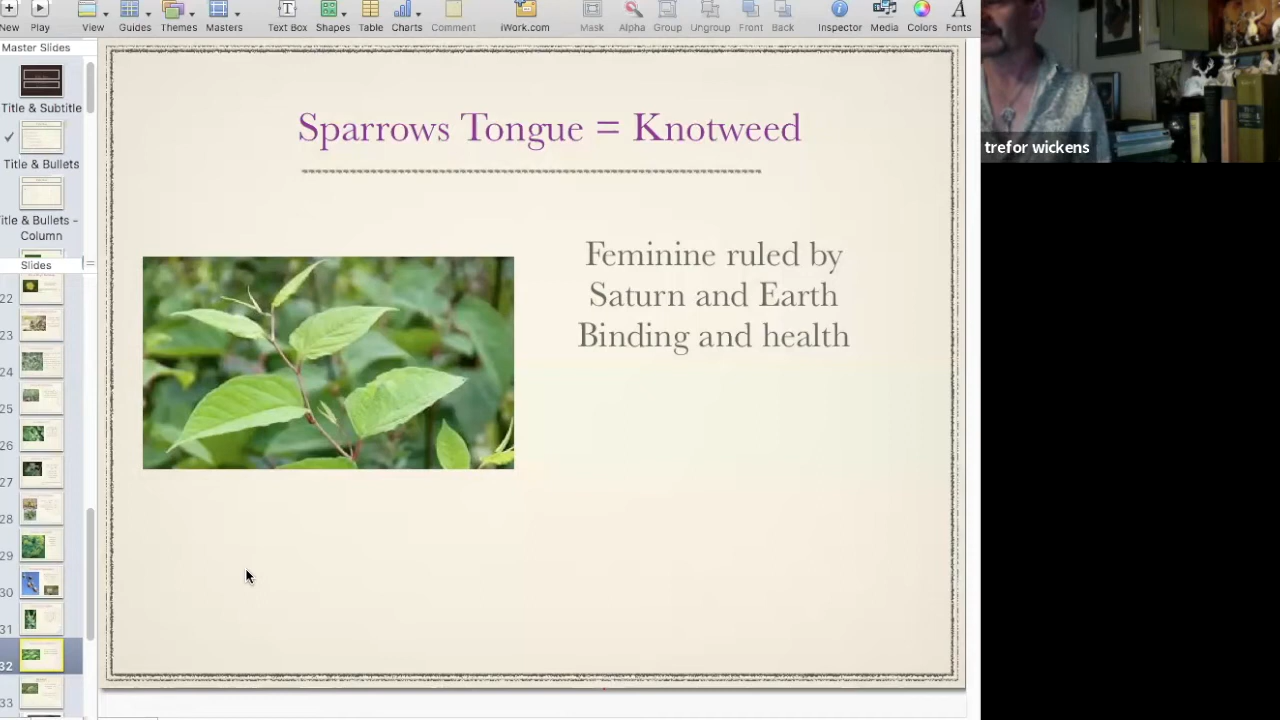 Play
View
Guides
Themes
Masters
Text Box
Shapes
Table
Charts
Comment
iWork.com
Mask
Alpha
Group
Ungroup
Front
Back
Inspector
Media
Colors
Fonts
Master Slides
Title & Subtitle
Title & Bullets
Title & Bullets -
Column
Slides
22
23
24
25
26
27
28
29
30
31
32
33
Sparrows Tongue = Knotweed
Feminine ruled by
Saturn and Earth
Binding and health
trefor wickens